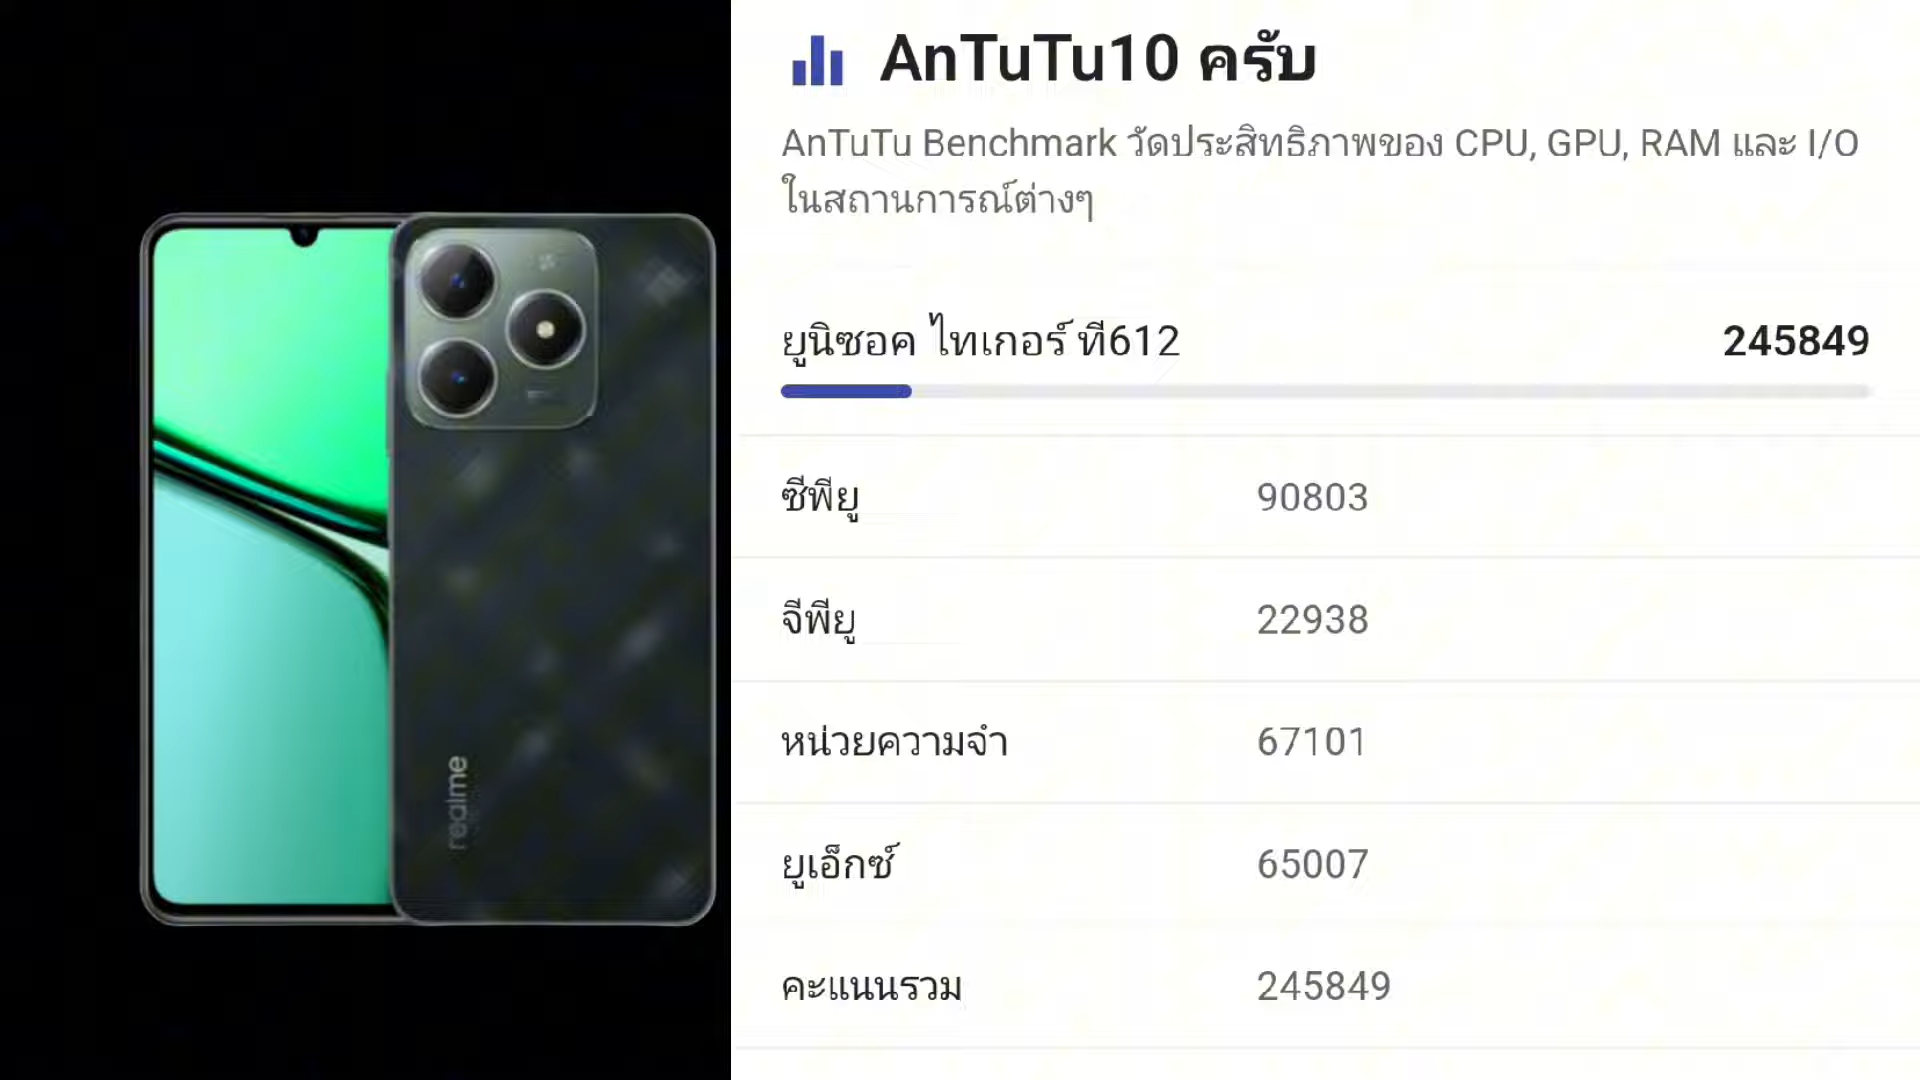 realme
AnTuTu10 ครับ
AnTuTu Benchmark วัดประสิทธิภาพของ CPU, GPU, RAM และ I/O
ในสถานการณ์ต่างๆ
ยูนิซอค ไทเกอร์ ที612 245849
ซีพียู 90803
จีพียู 22938
หน่วยความจำ 67101
ยูเอ็กซ์ 65007
คะแนนรวม 245849